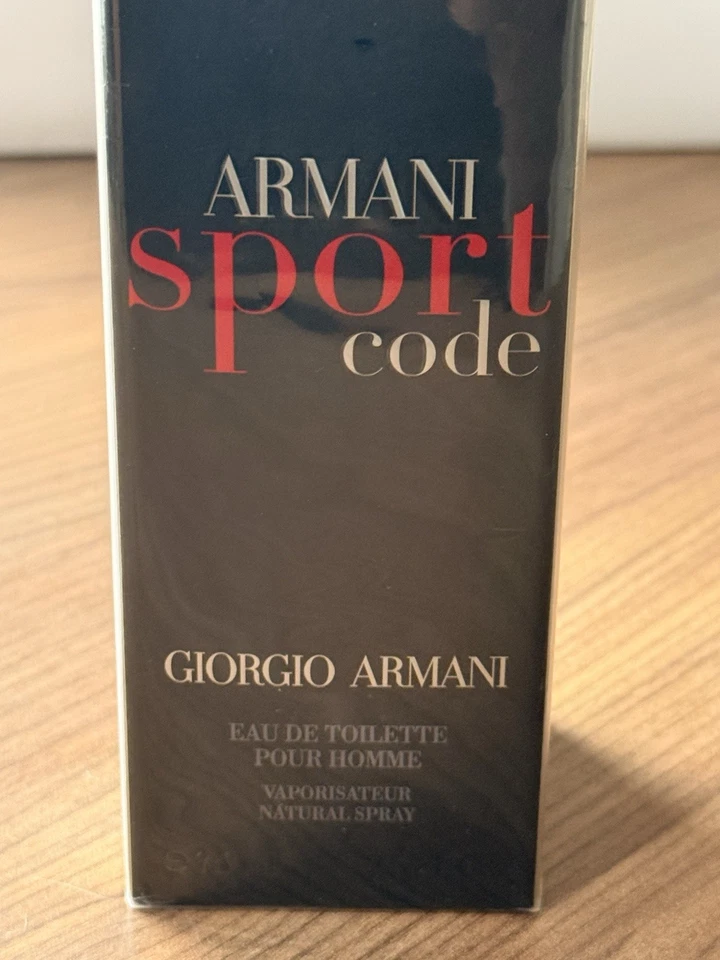 ARMANI
sport
code
GIORGIO ARMANI
EAU DE TOILETTE
POUR HOMME
VAPORISATEUR
NATURAL SPRAY